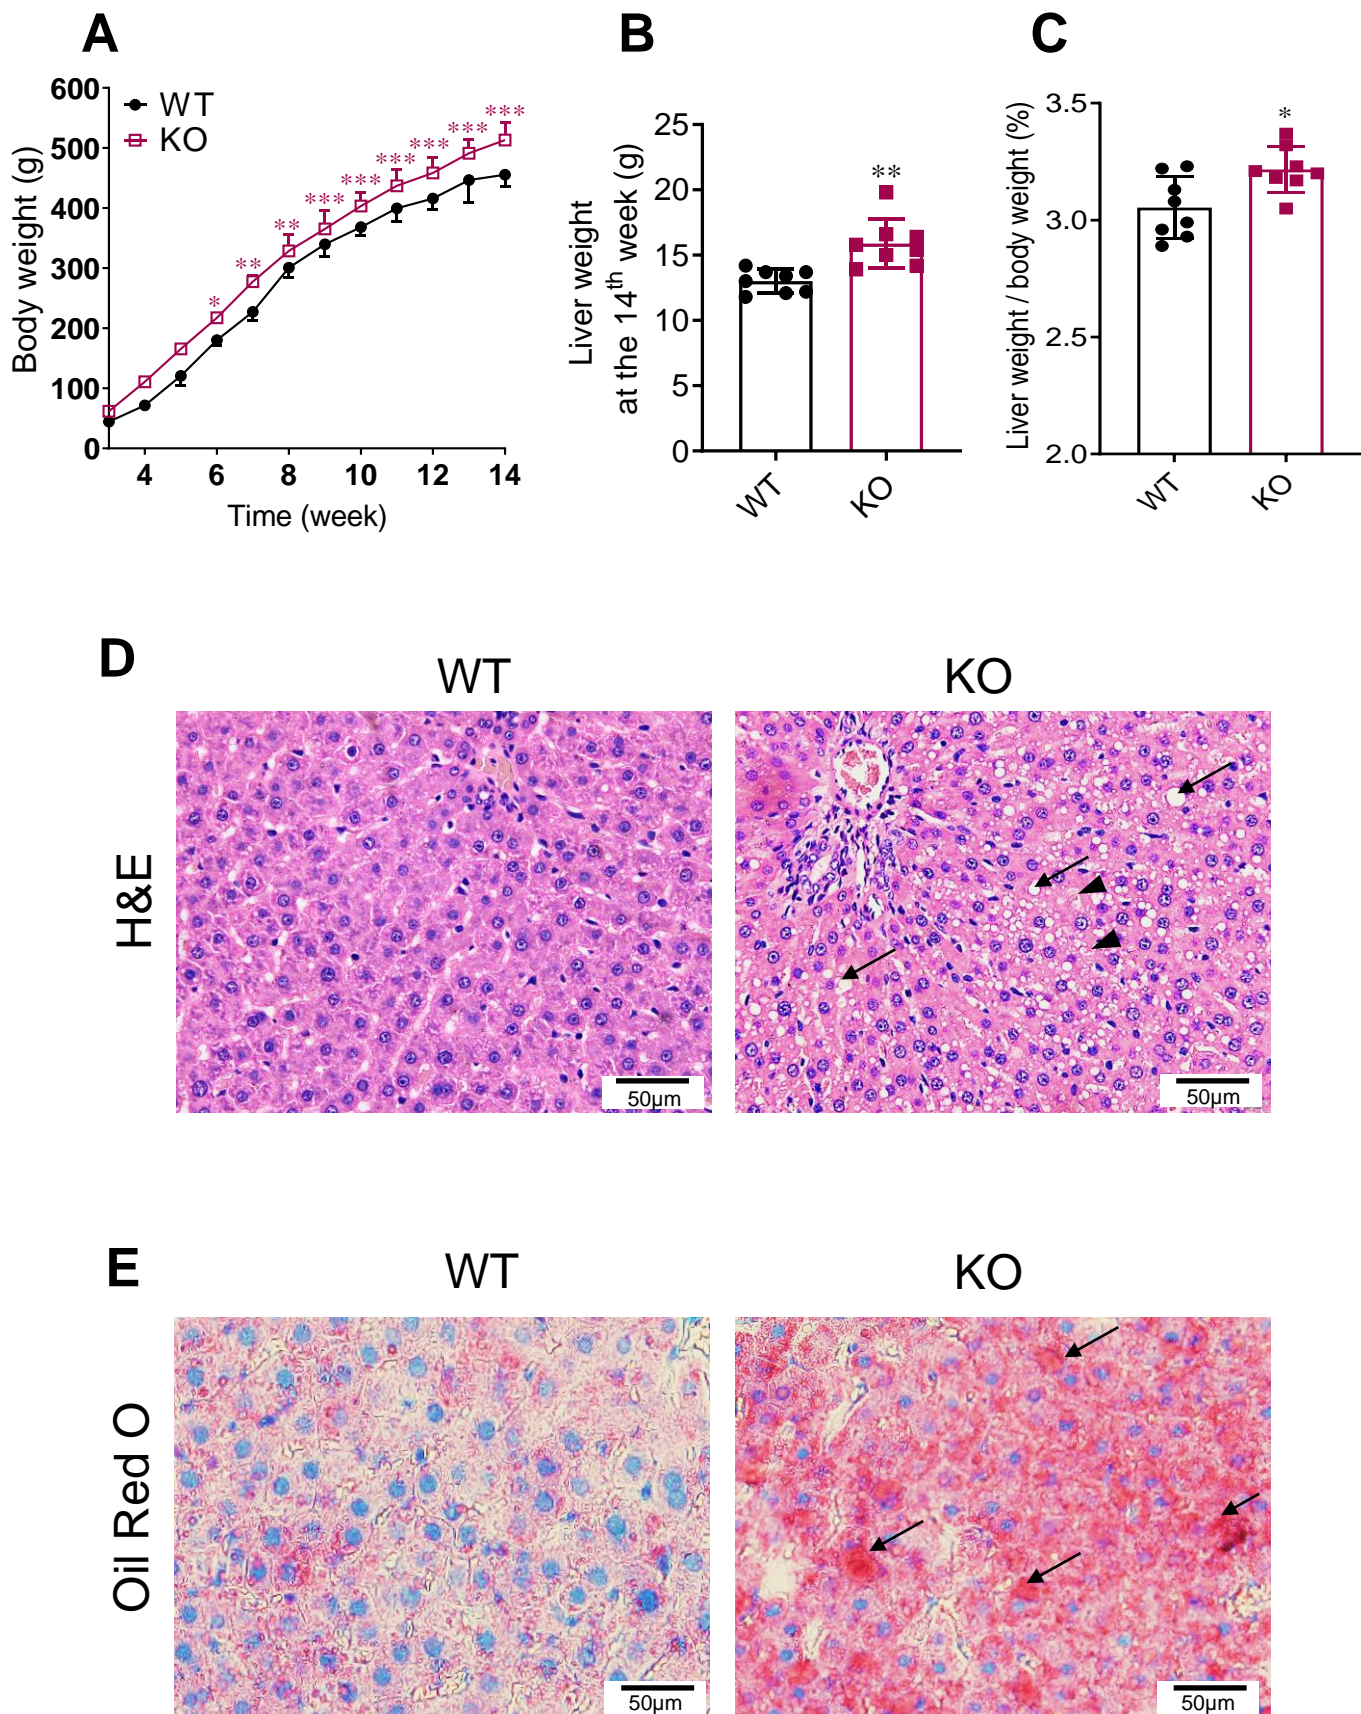 A
600
500
400
300
200
100
0
Body weight (g)
WT
KO
*
**
**
***
***
***
***
***
***
4
6
8
10
12
14
Time (week)
B
25
20
15
10
5
0
Liver weight
at the 14th week (g)
**
WT
KO
C
3.5
3.0
2.5
2.0
Liver weight / body weight (%)
*
WT
KO
D
WT
KO
H&E
50μm
50μm
E
WT
KO
Oil Red O
50μm
50μm